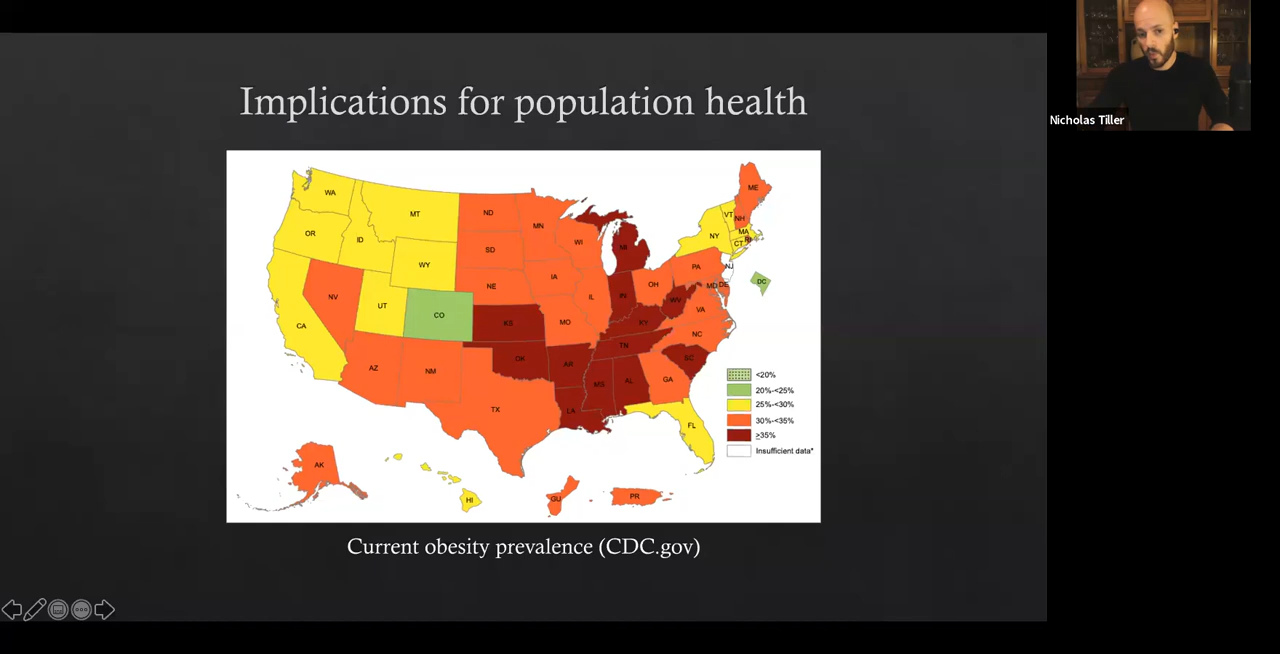 Implications for population health
Nicholas Tiller
WA
MT
ND
MN
ME
VT
NH
OR
ID
SD
WI
MI
NY
MA
CT
RI
WY
NE
IA
PA
NJ
NV
UT
CO
IL
IN
OH
MD
DE
DC
WV
VA
CA
KS
MO
KY
NC
AZ
NM
OK
AR
TN
SC
MS
AL
GA
TX
LA
FL
AK
HI
GU
PR
<20%
20%-<25%
25%-<30%
30%-<35%
≥35%
Insufficient data*
Current obesity prevalence (CDC.gov)